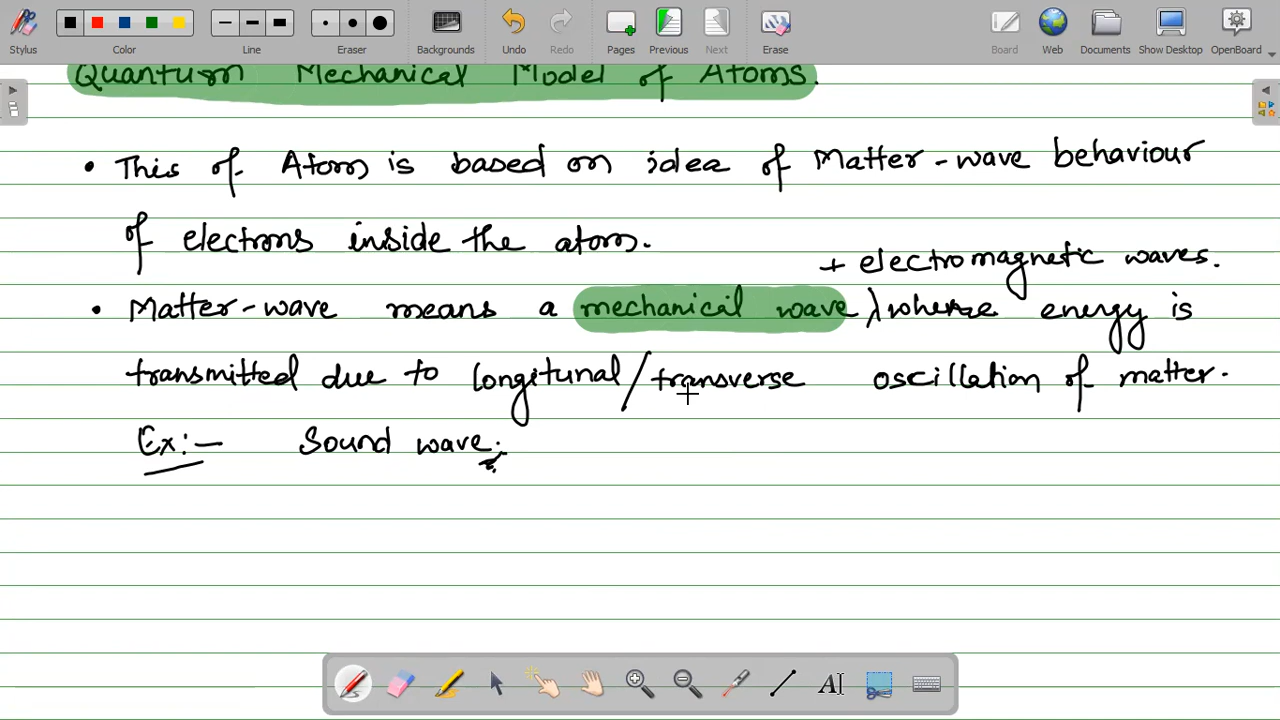 Stylus Color Line Eraser Backgrounds Undo Redo Pages Previous Next Erase Board Web Documents Show Desktop OpenBoard
Quantum Mechanical Model of Atoms.
• This of Atom is based on idea of Matter-wave behaviour
of electrons inside the atom.
+ electromagnetic waves.
• Matter-wave means a mechanical wave where energy is
transmitted due to longitunal/transverse oscillation of matter.
Ex:- Sound wave.